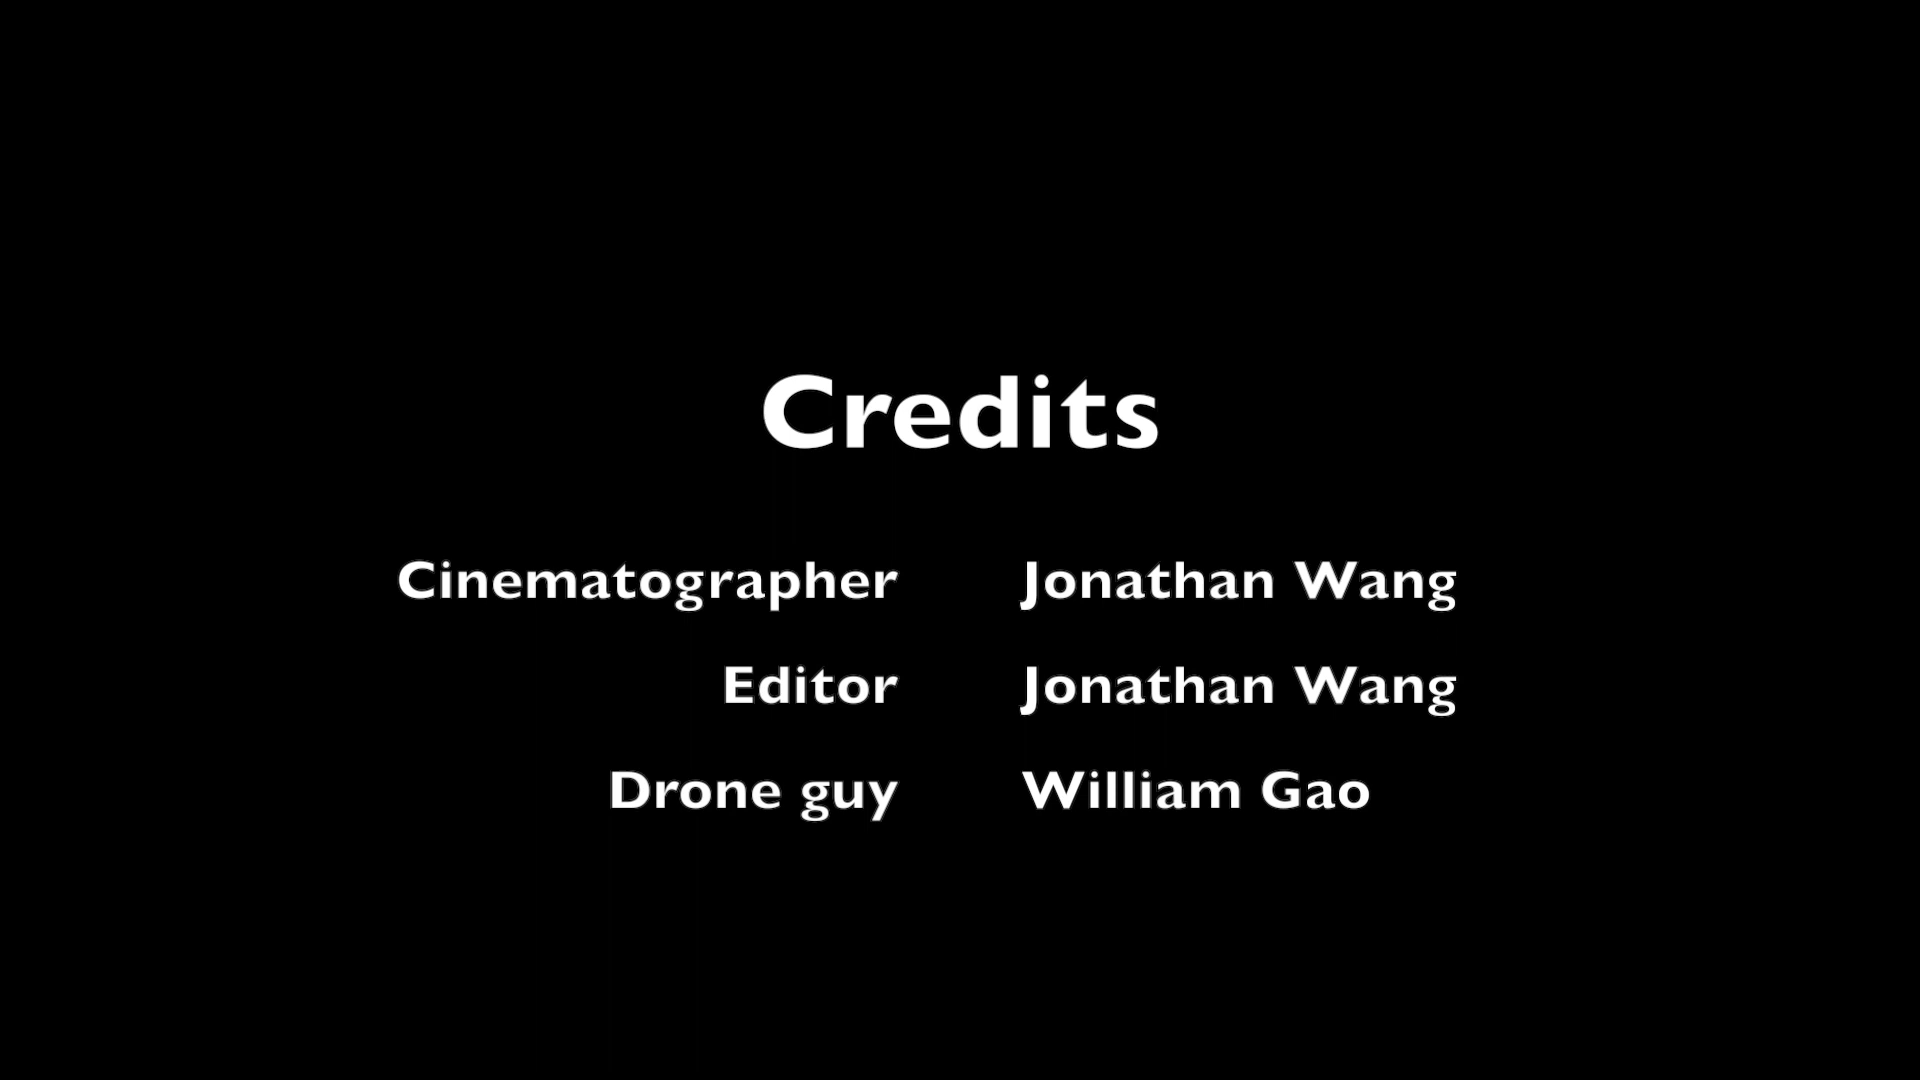 Credits
Cinematographer Jonathan Wang
Editor Jonathan Wang
Drone guy William Gao